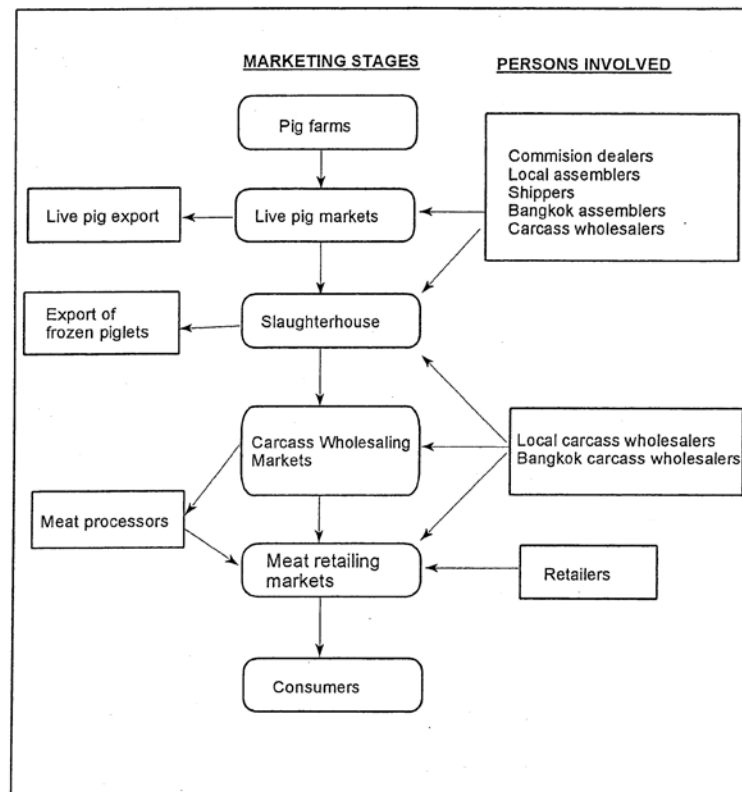 MARKETING STAGES
PERSONS INVOLVED
Pig farms
Commision dealers
Local assemblers
Shippers
Bangkok assemblers
Carcass wholesalers
Live pig export
Live pig markets
Export of
frozen piglets
Slaughterhouse
Carcass Wholesaling
Markets
Local carcass wholesalers
Bangkok carcass wholesalers
Meat processors
Meat retailing
markets
Retailers
Consumers